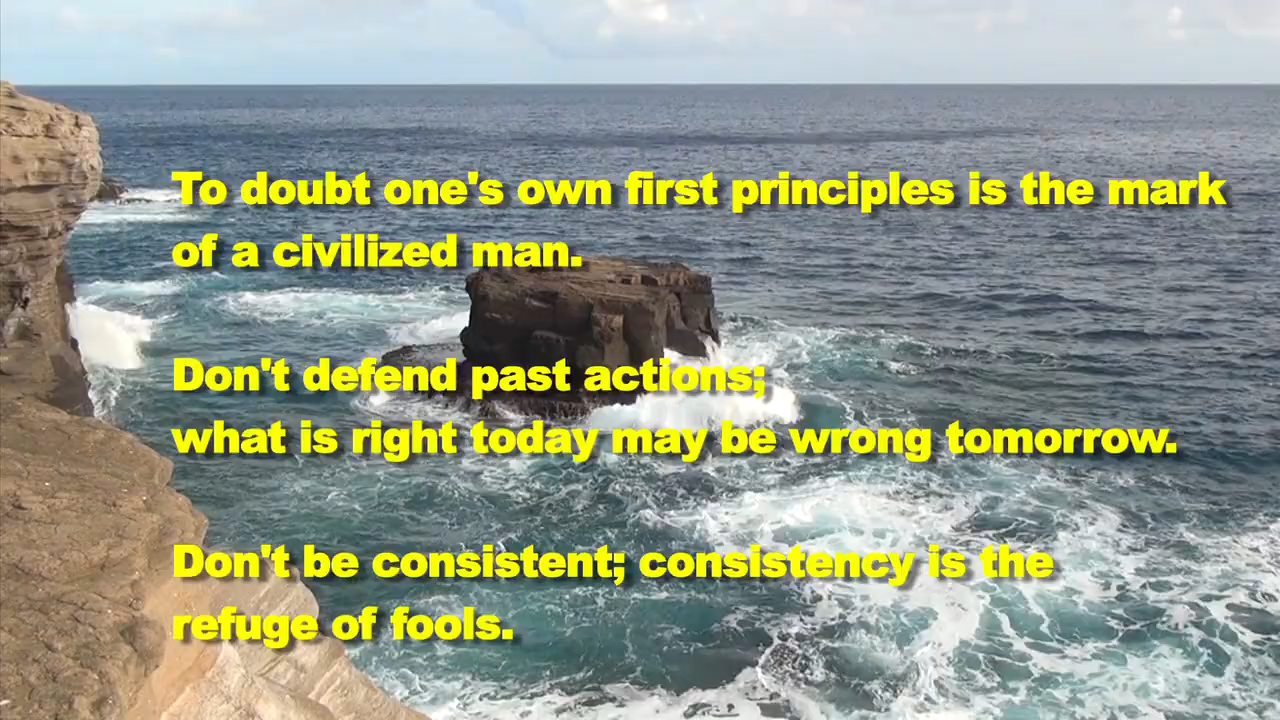 To doubt one's own first principles is the mark
of a civilized man.
Don't defend past actions;
what is right today may be wrong tomorrow.
Don't be consistent; consistency is the
refuge of fools.